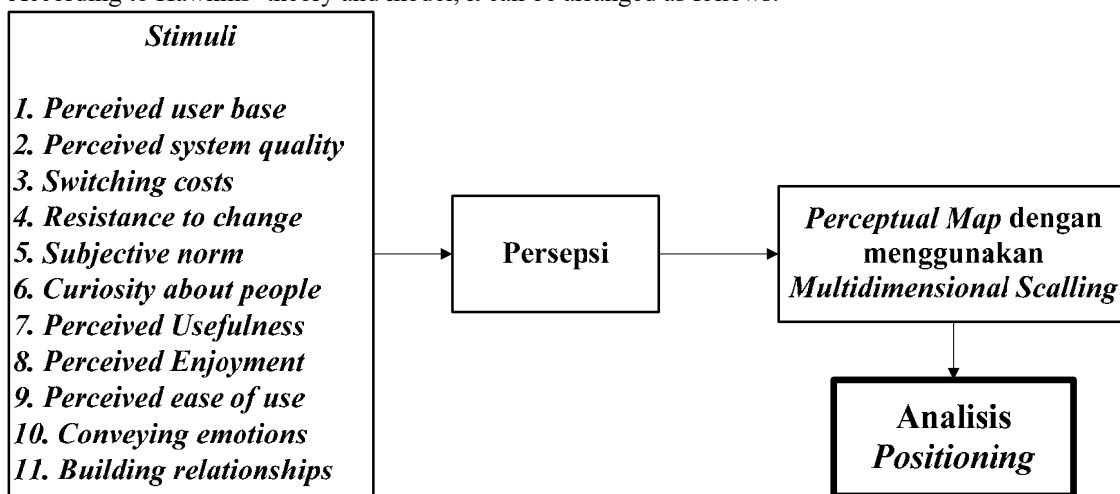 According to Hawkins' theory and model, it can be arranged as follows:
Stimuli
1. Perceived user base
2. Perceived system quality
3. Switching costs
4. Resistance to change
5. Subjective norm
6. Curiosity about people
7. Perceived Usefulness
8. Perceived Enjoyment
9. Perceived ease of use
10. Conveying emotions
11. Building relationships
Persepsi
Perceptual Map dengan
menggunakan
Multidimensional Scalling
Analisis
Positioning